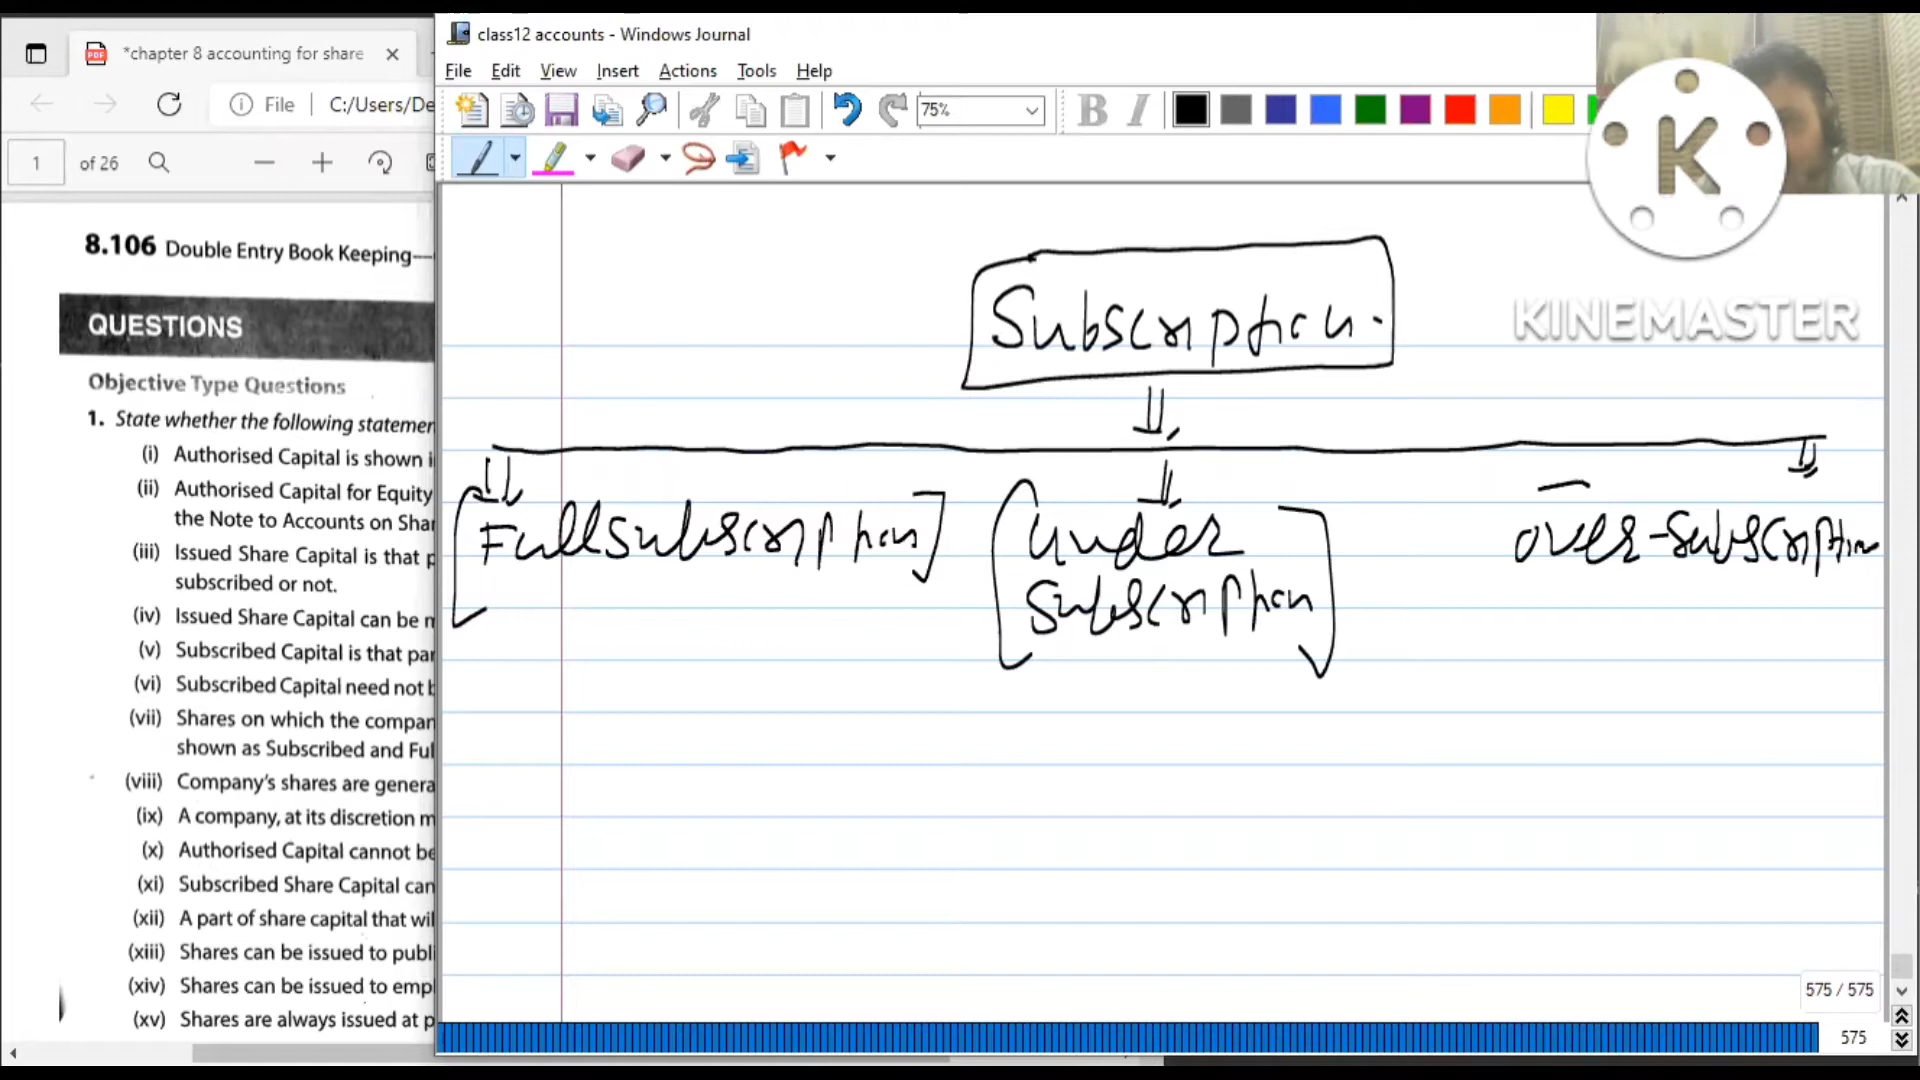 *chapter 8 accounting for share
File
C:/Users/De
1 of 26
8.106 Double Entry Book Keeping—
QUESTIONS
Objective Type Questions
1. State whether the following statemen
(i) Authorised Capital is shown i
(ii) Authorised Capital for Equity
the Note to Accounts on Shar
(iii) Issued Share Capital is that p
subscribed or not.
(iv) Issued Share Capital can be m
(v) Subscribed Capital is that par
(vi) Subscribed Capital need not b
(vii) Shares on which the compan
shown as Subscribed and Ful
(viii) Company's shares are genera
(ix) A company, at its discretion m
(x) Authorised Capital cannot be
(xi) Subscribed Share Capital can
(xii) A part of share capital that wil
(xiii) Shares can be issued to publi
(xiv) Shares can be issued to empl
(xv) Shares are always issued at p
class12 accounts - Windows Journal
File Edit View Insert Actions Tools Help
75% B I
K
KINEMASTER
Subscription.
Fullsubscription
under
subscription
over-subscription
575 / 575
575